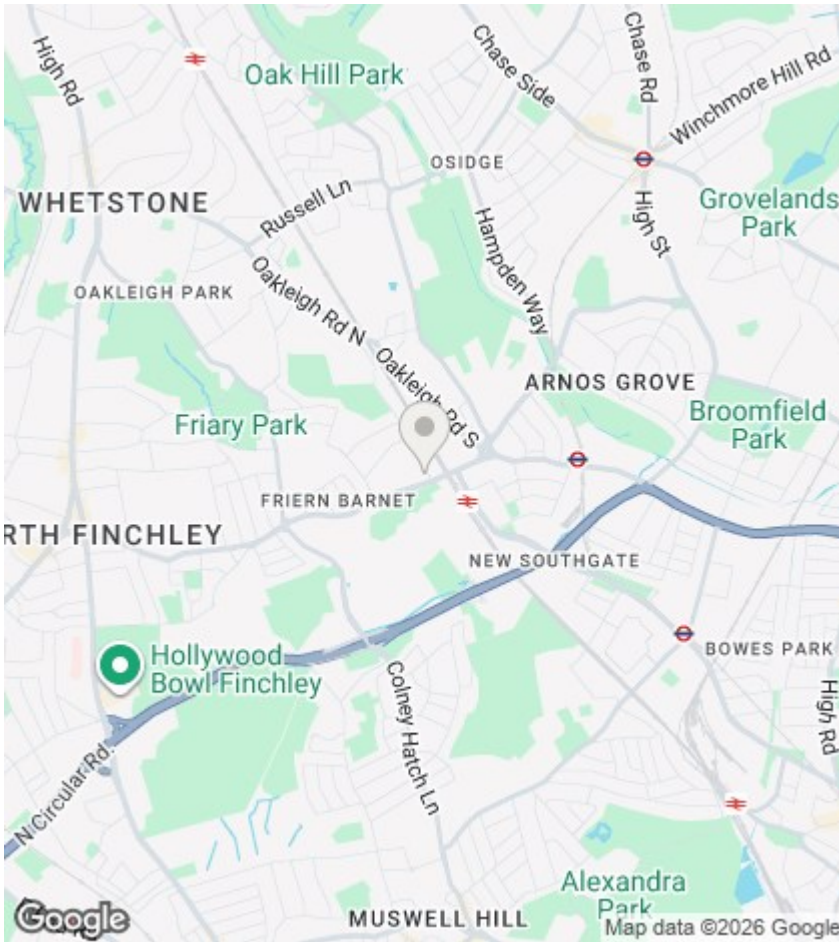 High Rd
Oak Hill Park
Chase Side
Chase Rd
Winchmore Hill Rd
OSIDGE
WHETSTONE
Russell Ln
Grovelands
Park
High St
Hampden Way
OAKLEIGH PARK
Oakleigh Rd N
Oakleigh Rd S
ARNOS GROVE
Friary Park
Broomfield
Park
FRIERN BARNET
RTH FINCHLEY
NEW SOUTHGATE
BOWES PARK
Hollywood
Bowl Finchley
Colney Hatch Ln
High Rd
N Circular Rd
Alexandra
Park
MUSWELL HILL
Google
Map data ©2026 Google